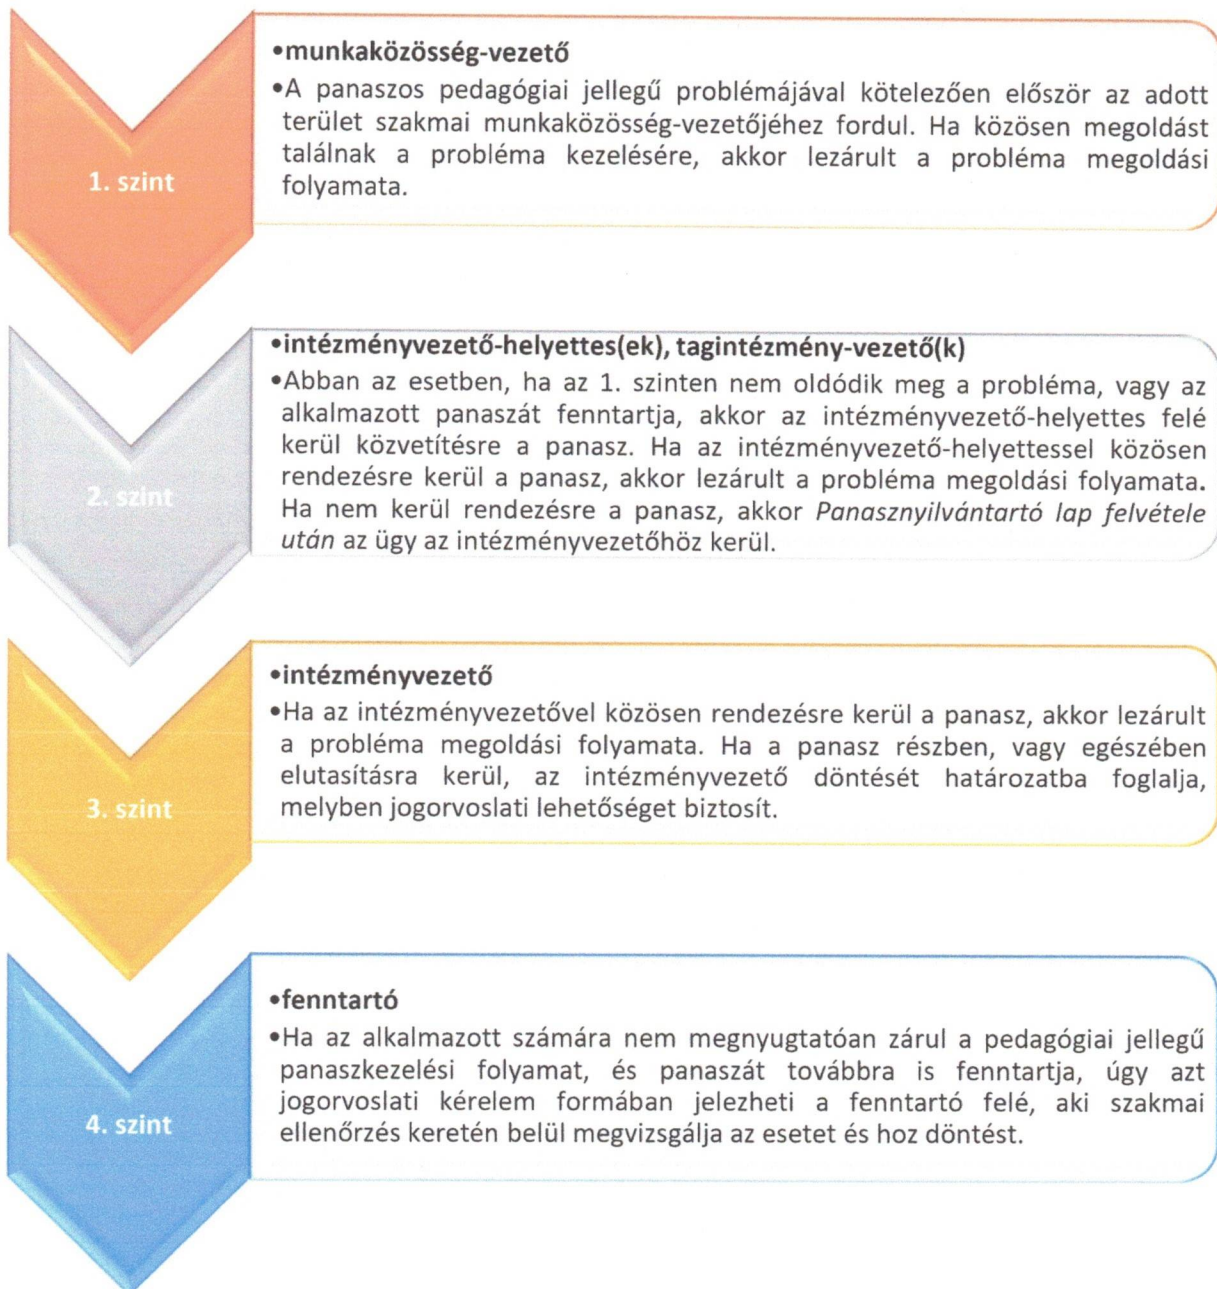 1. szint
•munkaközösség-vezető
•A panaszos pedagógiai jellegű problémájával kötelezően először az adott
terület szakmai munkaközösség-vezetőjéhez fordul. Ha közösen megoldást
találnak a probléma kezelésére, akkor lezárult a probléma megoldási
folyamata.
2. szint
•intézményvezető-helyettes(ek), tagintézmény-vezető(k)
•Abban az esetben, ha az 1. szinten nem oldódik meg a probléma, vagy az
alkalmazott panaszát fenntartja, akkor az intézményvezető-helyettes felé
kerül közvetítésre a panasz. Ha az intézményvezető-helyettessel közösen
rendezésre kerül a panasz, akkor lezárult a probléma megoldási folyamata.
Ha nem kerül rendezésre a panasz, akkor Panasznyilvántartó lap felvétele
után az ügy az intézményvezetőhöz kerül.
3. szint
•intézményvezető
•Ha az intézményvezetővel közösen rendezésre kerül a panasz, akkor lezárult
a probléma megoldási folyamata. Ha a panasz részben, vagy egészében
elutasításra kerül, az intézményvezető döntését határozatba foglalja,
melyben jogorvoslati lehetőséget biztosít.
4. szint
•fenntartó
•Ha az alkalmazott számára nem megnyugtatóan zárul a pedagógiai jellegű
panaszkezelési folyamat, és panaszát továbbra is fenntartja, úgy azt
jogorvoslati kérelem formában jelezheti a fenntartó felé, aki szakmai
ellenőrzés keretén belül megvizsgálja az esetet és hoz döntést.